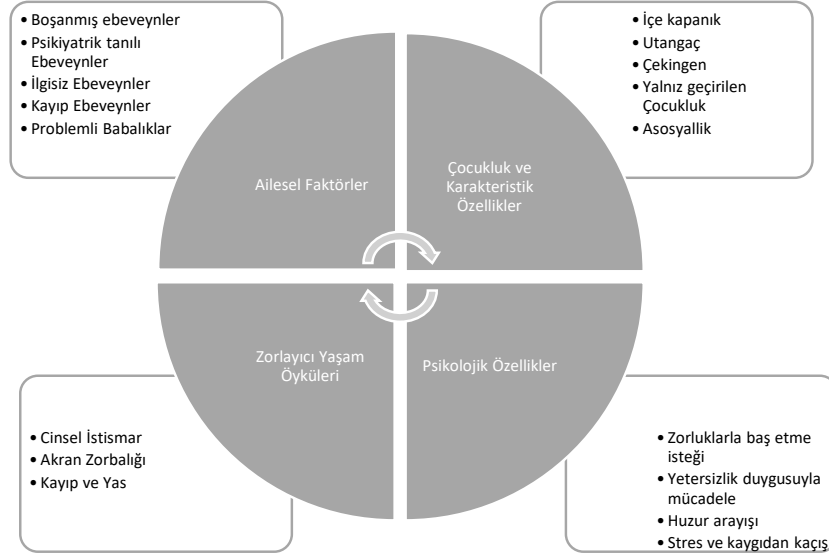 • Boşanmış ebeveynler
• Psikiyatrik tanılı
Ebeveynler
• İlgisiz Ebeveynler
• Kayıp Ebeveynler
• Problemli Babalıklar
• İçe kapanık
• Utangaç
• Çekingen
• Yalnız geçirilen
Çocukluk
• Asosyallik
Ailesel Faktörler
Çocukluk ve
Karakteristik
Özellikler
Zorlayıcı Yaşam
Öyküleri
Psikolojik Özellikler
• Cinsel İstismar
• Akran Zorbalığı
• Kayıp ve Yas
• Zorluklarla baş etme
isteği
• Yetersizlik duygusuyla
mücadele
• Huzur arayışı
• Stres ve kaygıdan kaçış